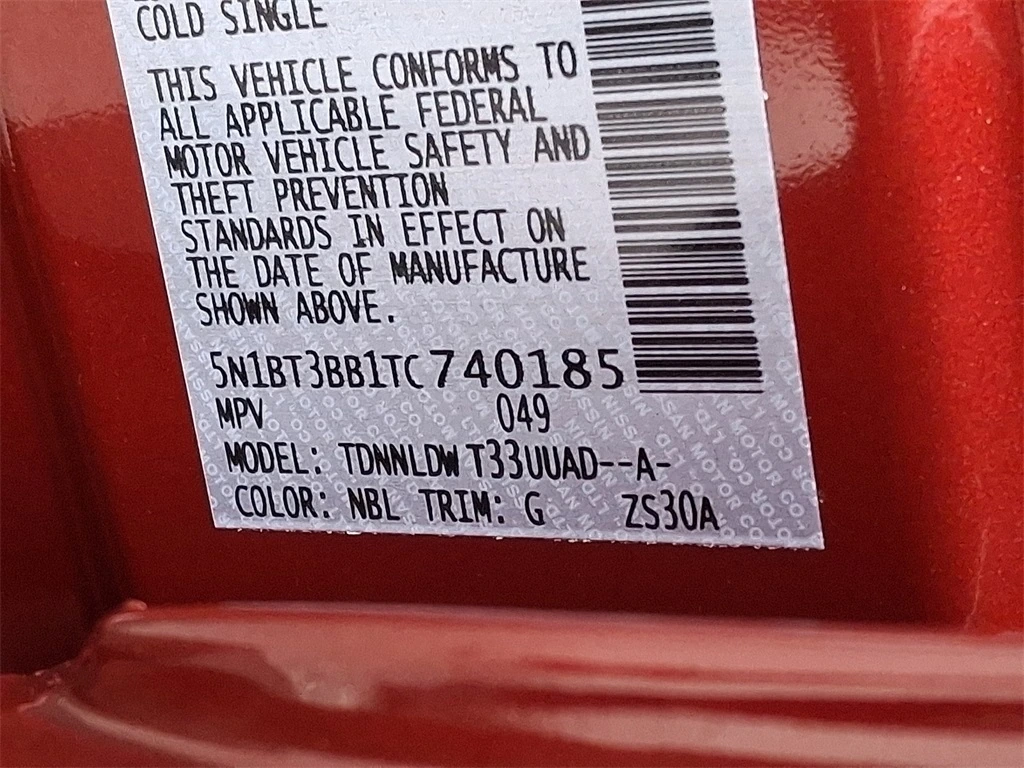 COLD SINGLE
THIS VEHICLE CONFORMS TO
ALL APPLICABLE FEDERAL
MOTOR VEHICLE SAFETY AND
THEFT PREVENTION
STANDARDS IN EFFECT ON
THE DATE OF MANUFACTURE
SHOWN ABOVE.
5N1BT3BB1TC740185
MPV 049
MODEL: TDNNLDW T33UUAD--A-
COLOR: NBL TRIM: G ZS30A